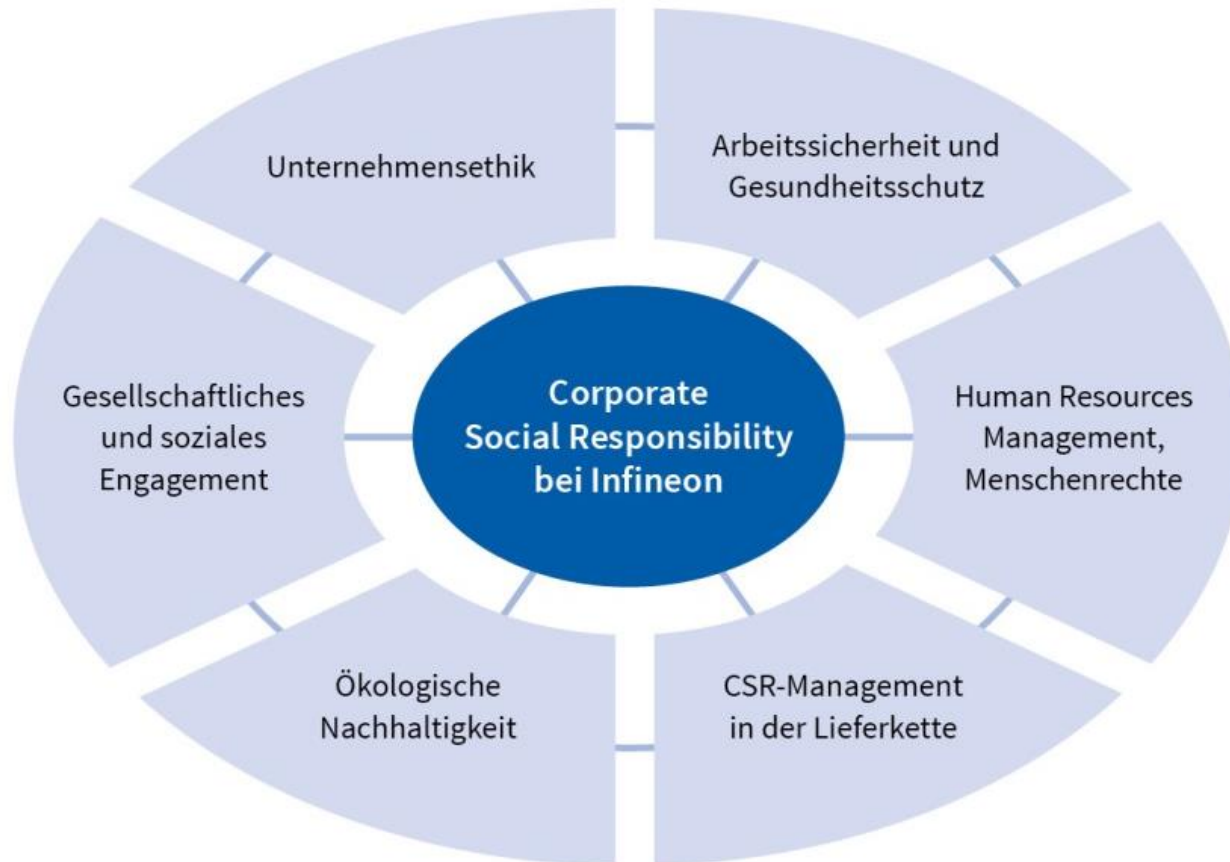 Unternehmensethik
Arbeitssicherheit und
Gesundheitsschutz
Gesellschaftliches
und soziales
Engagement
Corporate
Social Responsibility
bei Infineon
Human Resources
Management,
Menschenrechte
Ökologische
Nachhaltigkeit
CSR-Management
in der Lieferkette